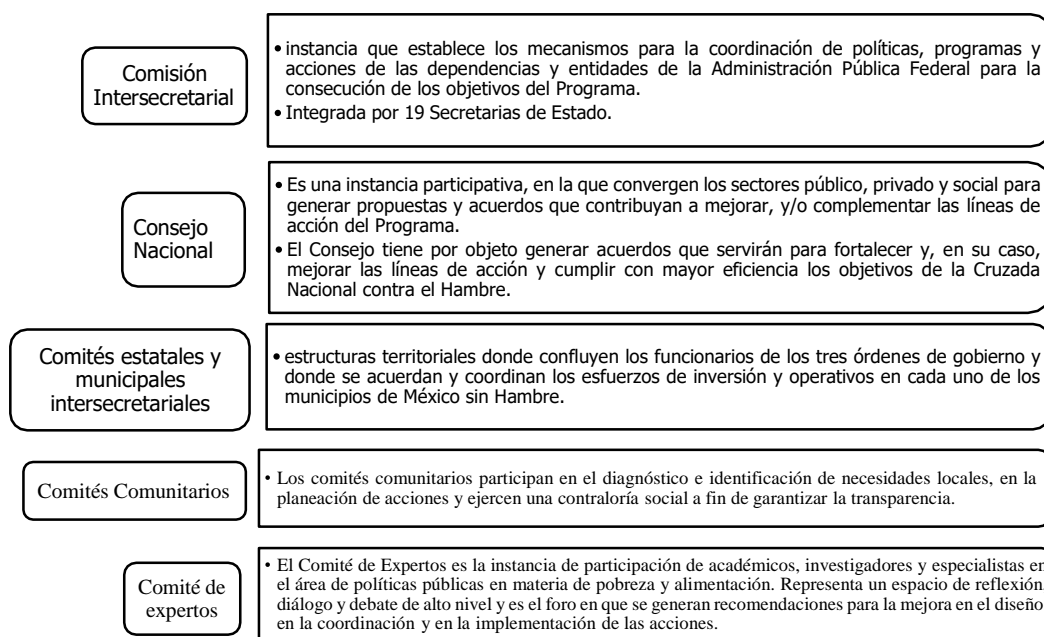 Comisión
Intersecretarial
• instancia que establece los mecanismos para la coordinación de políticas, programas y
acciones de las dependencias y entidades de la Administración Pública Federal para la
consecución de los objetivos del Programa.
• Integrada por 19 Secretarias de Estado.
Consejo
Nacional
• Es una instancia participativa, en la que convergen los sectores público, privado y social para
generar propuestas y acuerdos que contribuyan a mejorar, y/o complementar las líneas de
acción del Programa.
• El Consejo tiene por objeto generar acuerdos que servirán para fortalecer y, en su caso,
mejorar las líneas de acción y cumplir con mayor eficiencia los objetivos de la Cruzada
Nacional contra el Hambre.
Comités estatales y
municipales
intersecretariales
• estructuras territoriales donde confluyen los funcionarios de los tres órdenes de gobierno y
donde se acuerdan y coordinan los esfuerzos de inversión y operativos en cada uno de los
municipios de México sin Hambre.
Comités Comunitarios
• Los comités comunitarios participan en el diagnóstico e identificación de necesidades locales, en la
planeación de acciones y ejercen una contraloría social a fin de garantizar la transparencia.
Comité de
expertos
• El Comité de Expertos es la instancia de participación de académicos, investigadores y especialistas en
el área de políticas públicas en materia de pobreza y alimentación. Representa un espacio de reflexión,
diálogo y debate de alto nivel y es el foro en que se generan recomendaciones para la mejora en el diseño
en la coordinación y en la implementación de las acciones.